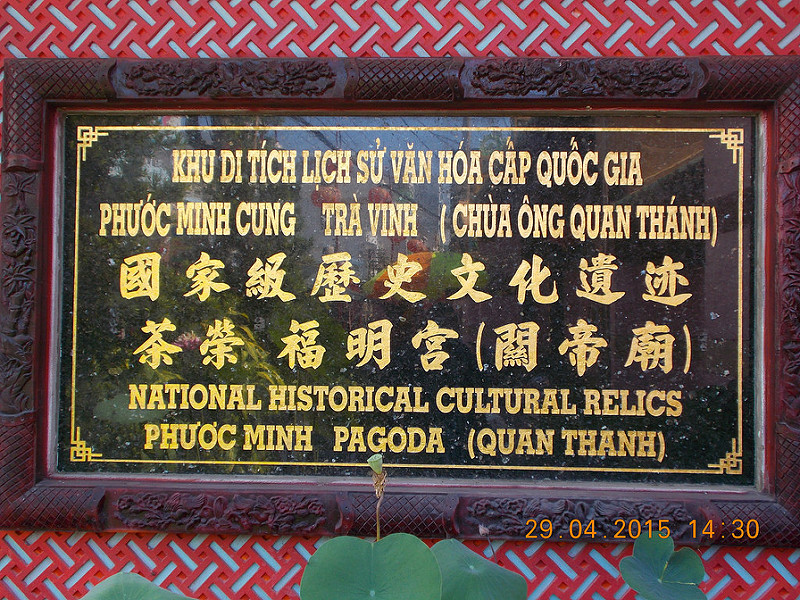 KHU DI TÍCH LỊCH SỬ VĂN HÓA CẤP QUỐC GIA
PHƯỚC MINH CUNG TRÀ VINH ( CHÙA ÔNG QUAN THÁNH)
國家級歷史文化遺迹
茶榮 福明宮(關帝廟)
NATIONAL HISTORICAL CULTURAL RELICS
PHƯƠC MINH PAGODA (QUAN THANH)
29.04.2015 14:30